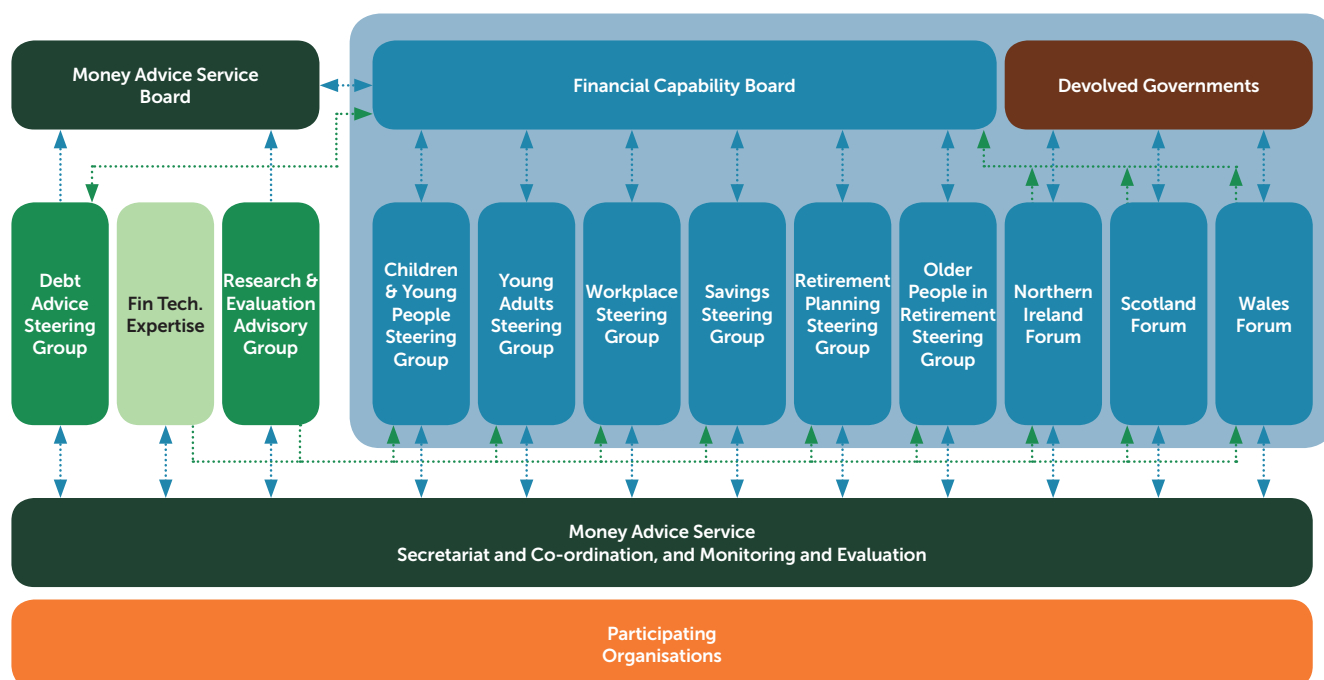 Money Advice Service
Board
Financial Capability Board
Devolved Governments
Debt
Advice
Steering
Group
Fin Tech.
Expertise
Research &
Evaluation
Advisory
Group
Children
& Young
People
Steering
Group
Young
Adults
Steering
Group
Workplace
Steering
Group
Savings
Steering
Group
Retirement
Planning
Steering
Group
Older
People in
Retirement
Steering
Group
Northern
Ireland
Forum
Scotland
Forum
Wales
Forum
Money Advice Service
Secretariat and Co-ordination, and Monitoring and Evaluation
Participating
Organisations